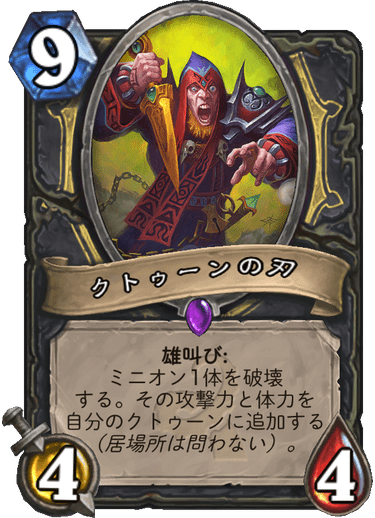 9
クトゥーンの刃
雄叫び:
ミニオン1体を破壊
する。その攻撃力と体力を
自分のクトゥーンに追加する
(居場所は問わない)。
4
4